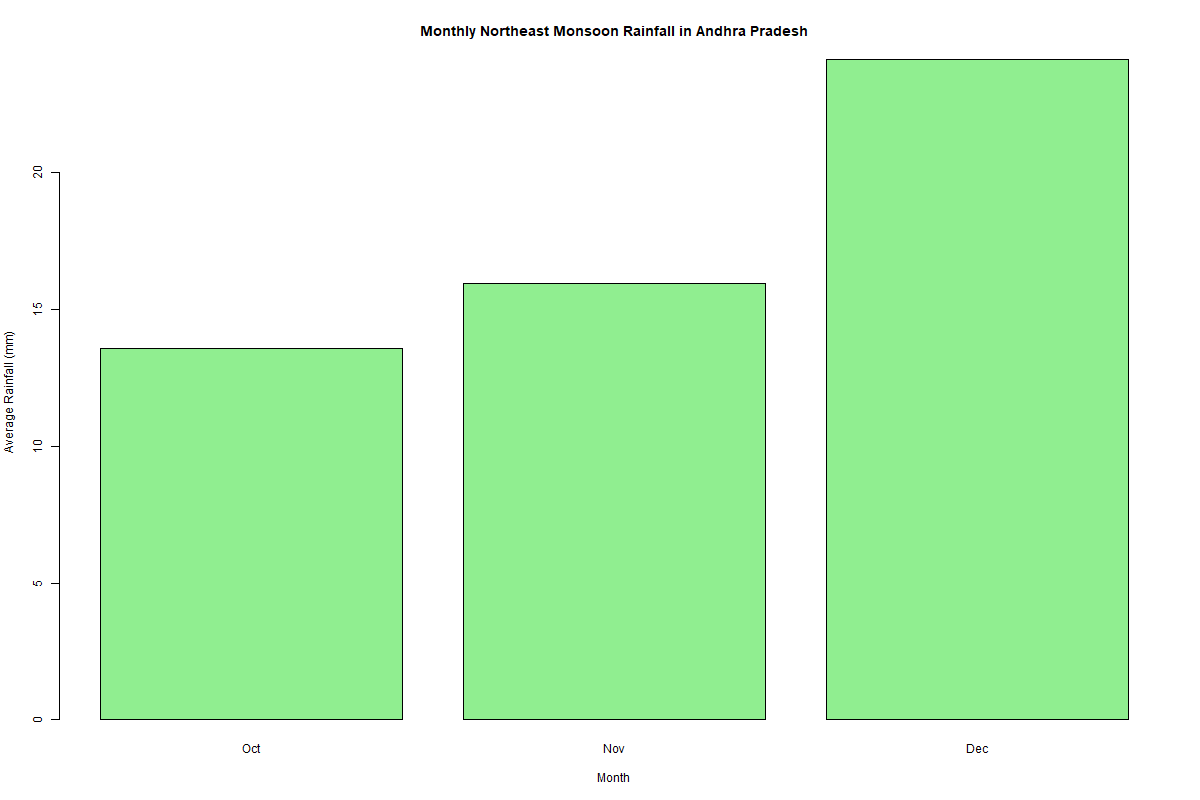 Monthly Northeast Monsoon Rainfall in Andhra Pradesh
Average Rainfall (mm)
20
15
10
5
0
Oct
Nov
Dec
Month